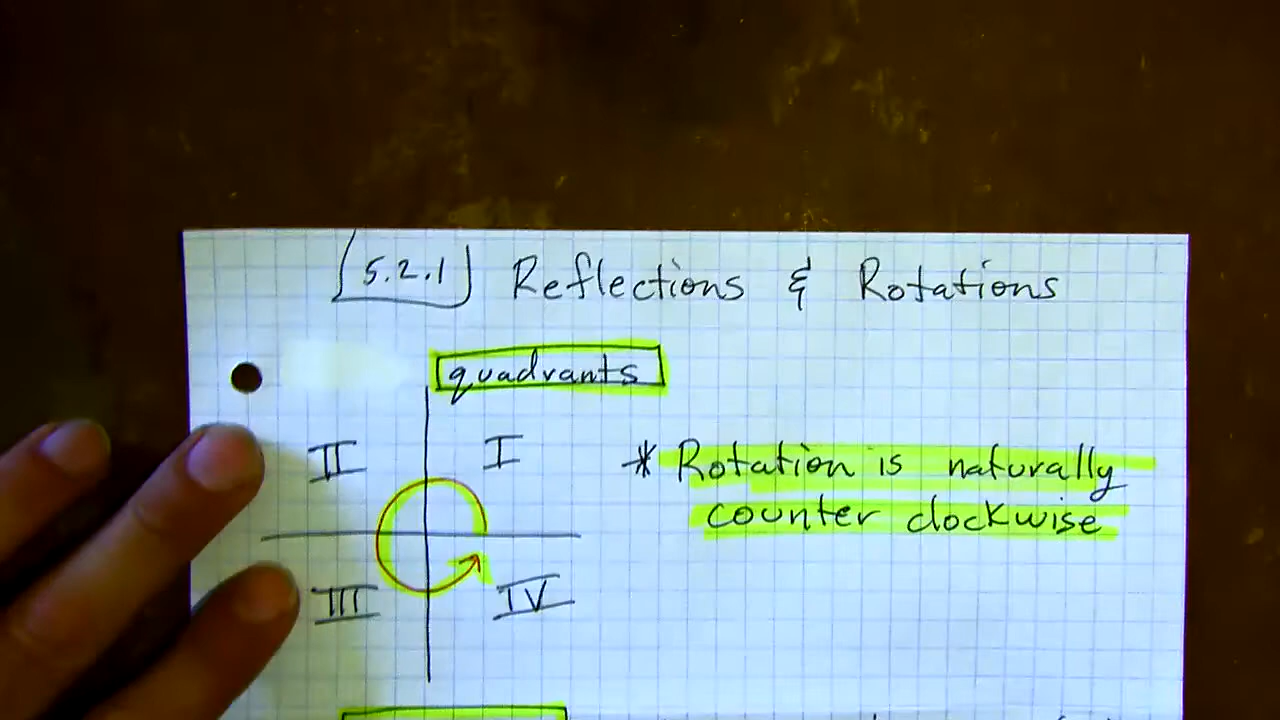 5.2.1 Reflections & Rotations
quadrants
II I
* Rotation is naturally
counter clockwise
III IV